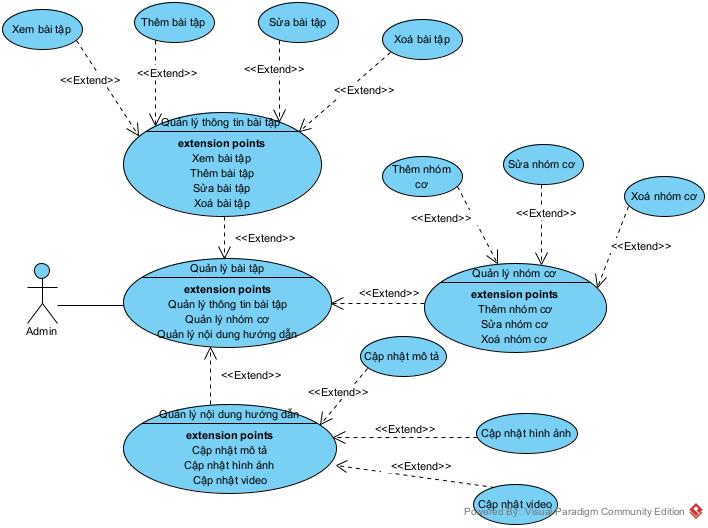 Xem bài tập
Thêm bài tập
Sửa bài tập
Xoá bài tập
<<Extend>>
<<Extend>>
<<Extend>>
<<Extend>>
Quản lý thông tin bài tập
extension points
Xem bài tập
Thêm bài tập
Sửa bài tập
Xoá bài tập
Thêm nhóm
cơ
Sửa nhóm cơ
Xoá nhóm cơ
<<Extend>>
<<Extend>>
<<Extend>>
<<Extend>>
Quản lý bài tập
extension points
Quản lý thông tin bài tập
Quản lý nhóm cơ
Quản lý nội dung hướng dẫn
<<Extend>>
Quản lý nhóm cơ
extension points
Thêm nhóm cơ
Sửa nhóm cơ
Xoá nhóm cơ
Admin
<<Extend>>
Cập nhật mô tả
<<Extend>>
Quản lý nội dung hướng dẫn
extension points
Cập nhật mô tả
Cập nhật hình ảnh
Cập nhật video
<<Extend>>
Cập nhật hình ảnh
<<Extend>>
Cập nhật video
Powered By: Visual Paradigm Community Edition